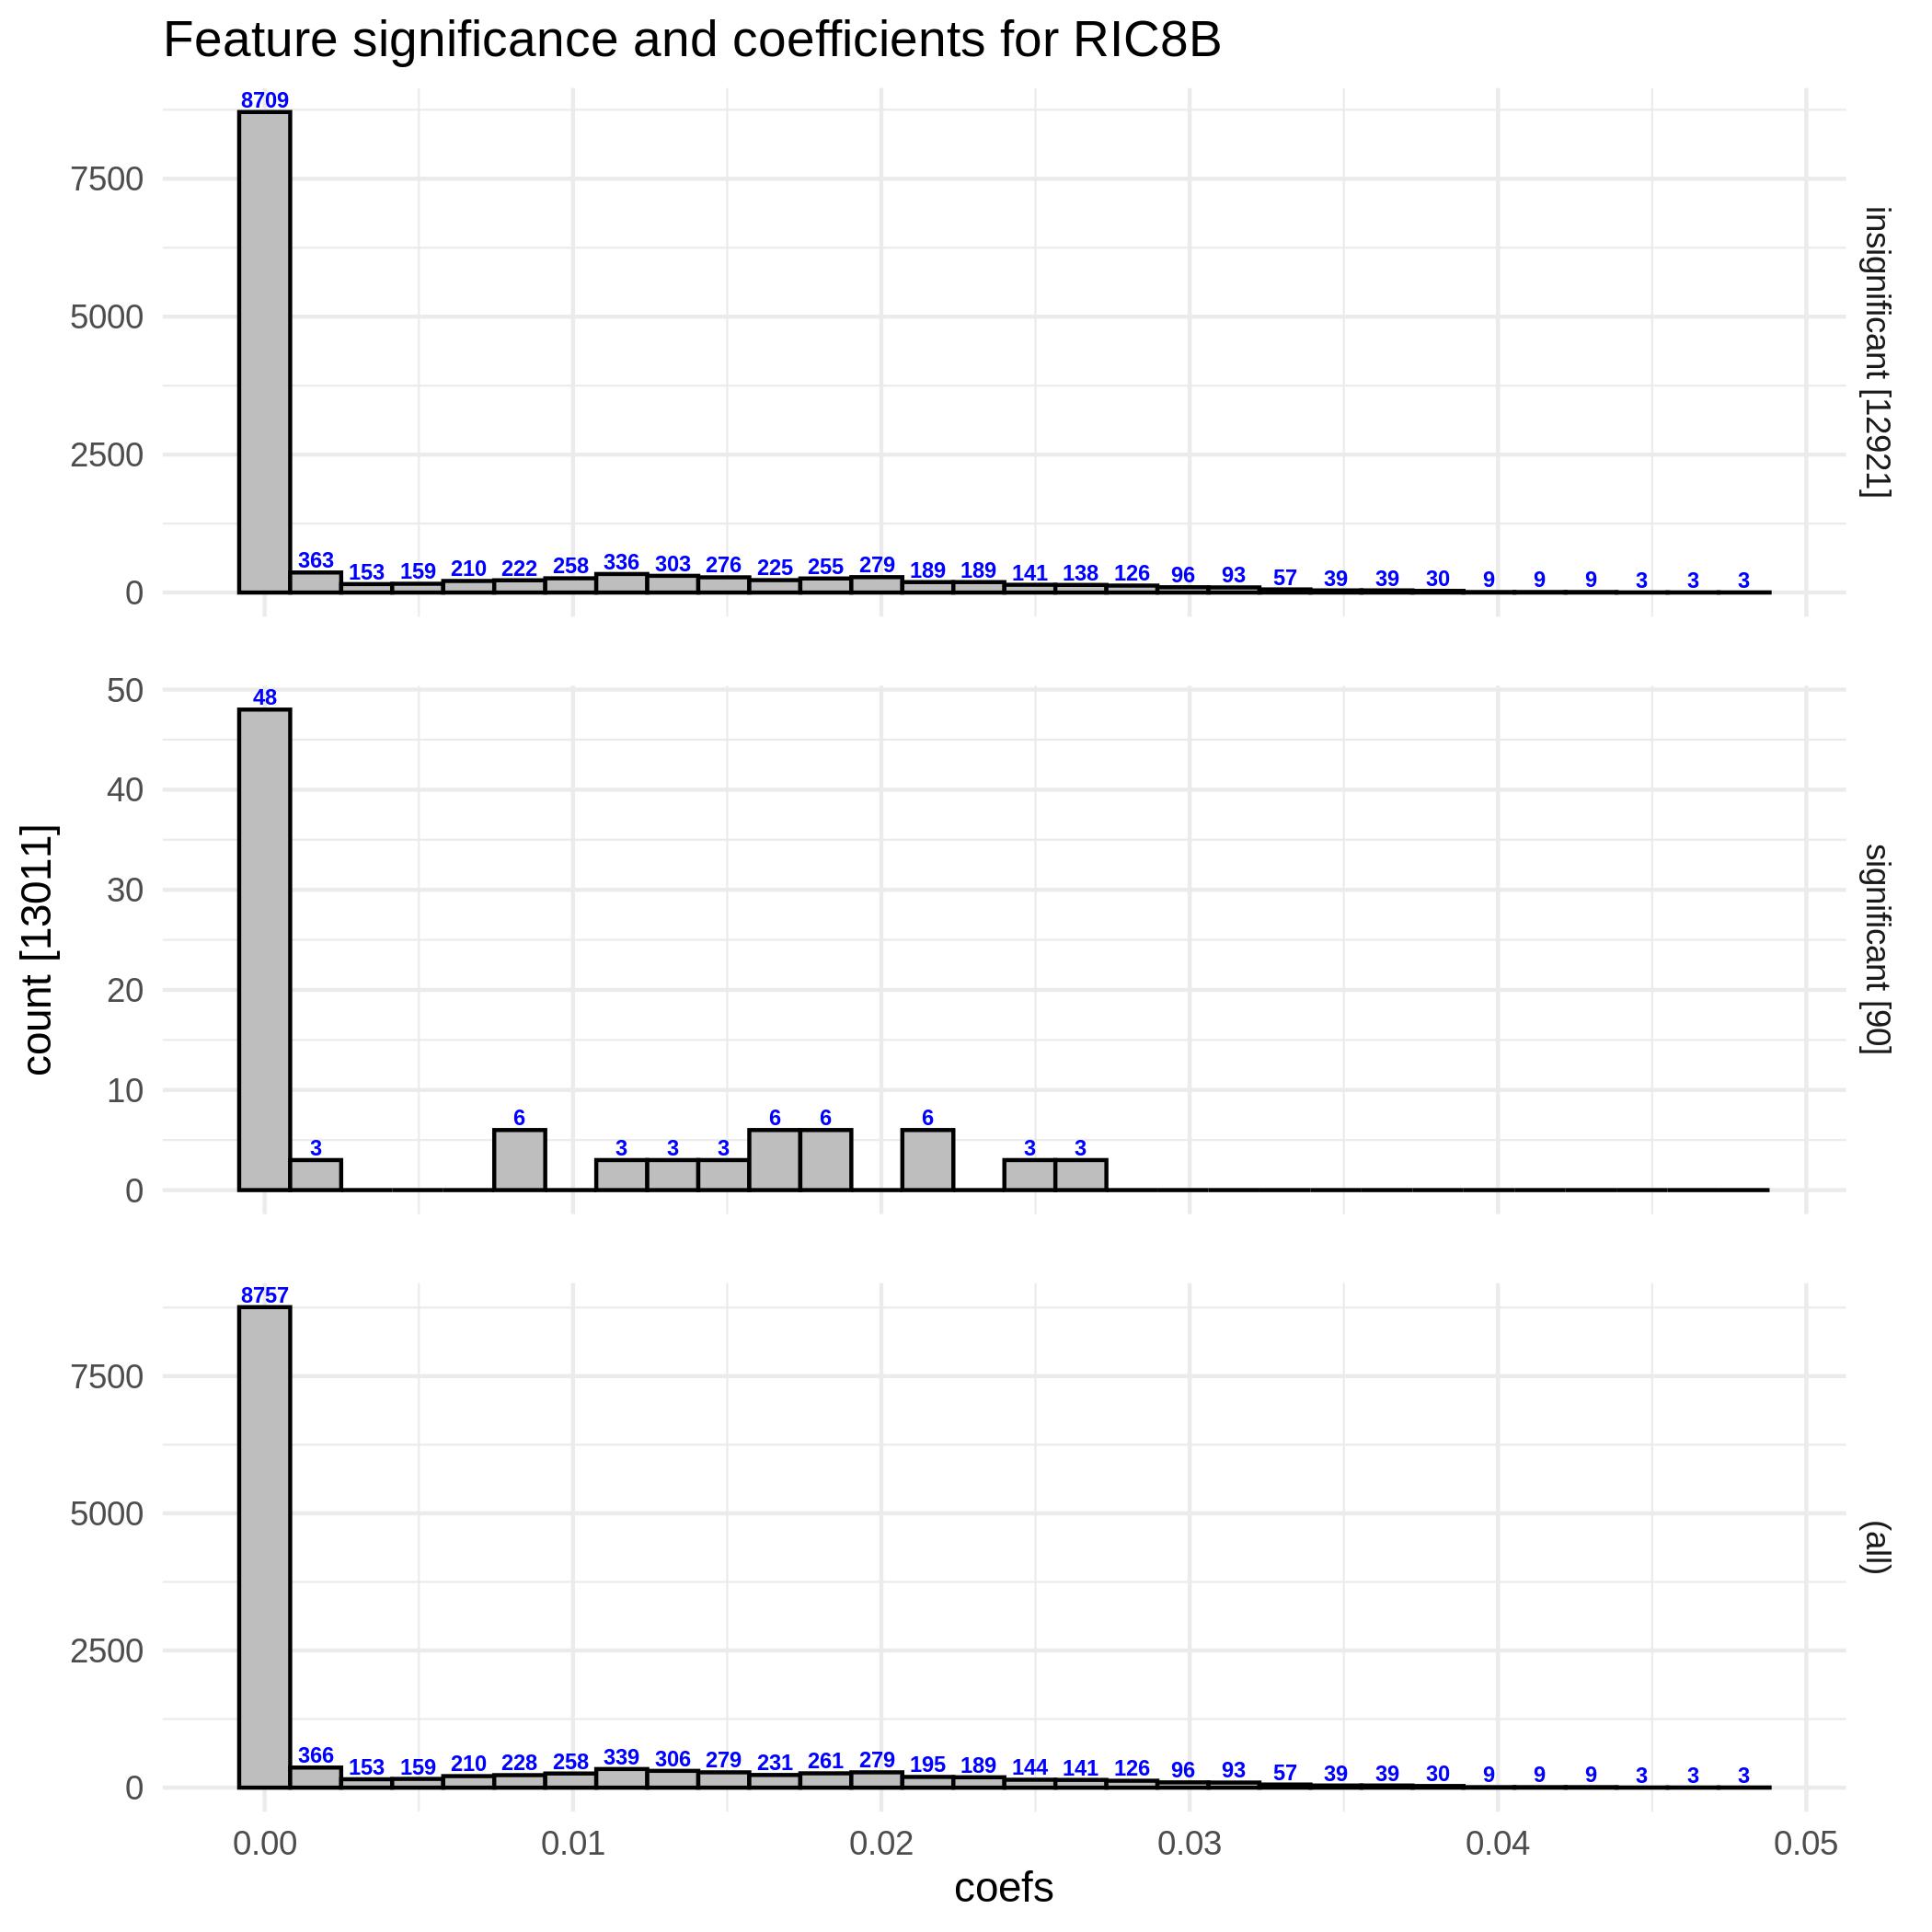 Feature significance and coefficients for RIC8B
8709
7500
5000
2500
0
363 153 159 210 222 258 336 303 276 225 255 279 189 189 141 138 126 96 93 57 39 39 30 9 9 9 3 3 3
insignificant [12921]
count [13011]
50
40
30
20
10
0
48
3 6 3 3 3 6 6 6 3 3
significant [90]
8757
7500
5000
2500
0
366 153 159 210 228 258 339 306 279 231 261 279 195 189 144 141 126 96 93 57 39 39 30 9 9 9 3 3 3
(all)
0.00 0.01 0.02 0.03 0.04 0.05
coefs